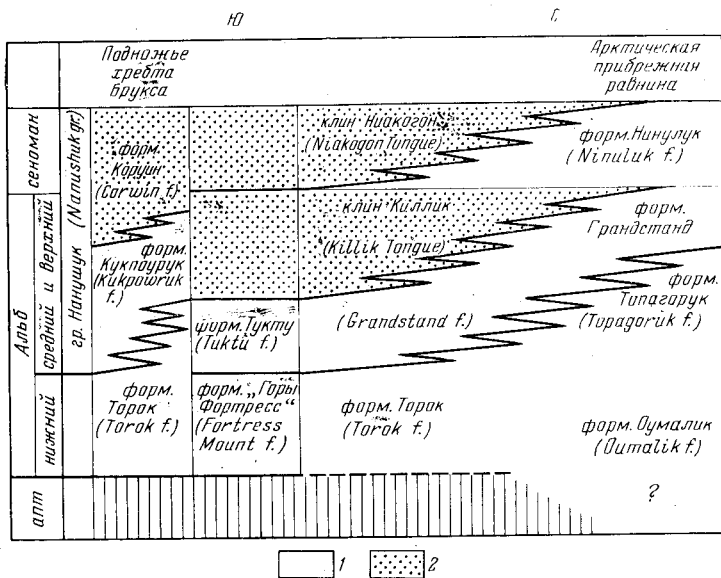 Ю
С
Подножье
хребта
Брукса
Арктическая
прибрежная
равнина
сеноман
Альб
средний и верхний
нижний
апт
гр. Нанушук (Nanushuk gr.)
форм.
Коруин
(Corwin f.)
форм.
Кукпоурук
(Kukpowruk
f.)
форм.
Торок
(Torok f.)
форм. Тукту
(Tuktu f.)
форм. „Горы
Фортресс“
(Fortress
Mount f.)
клин Ниакогон
(Niakogon Tongue)
форм. Нинулук
(Ninuluk f.)
клин Киллик
(Killik Tongue)
форм.
Грандстанд
(Grandstand f.)
форм.
Топагорук
(Topagoruk f.)
форм. Торок
(Torok f.)
форм. Оумалик
(Oumalik f.)
?
1
2